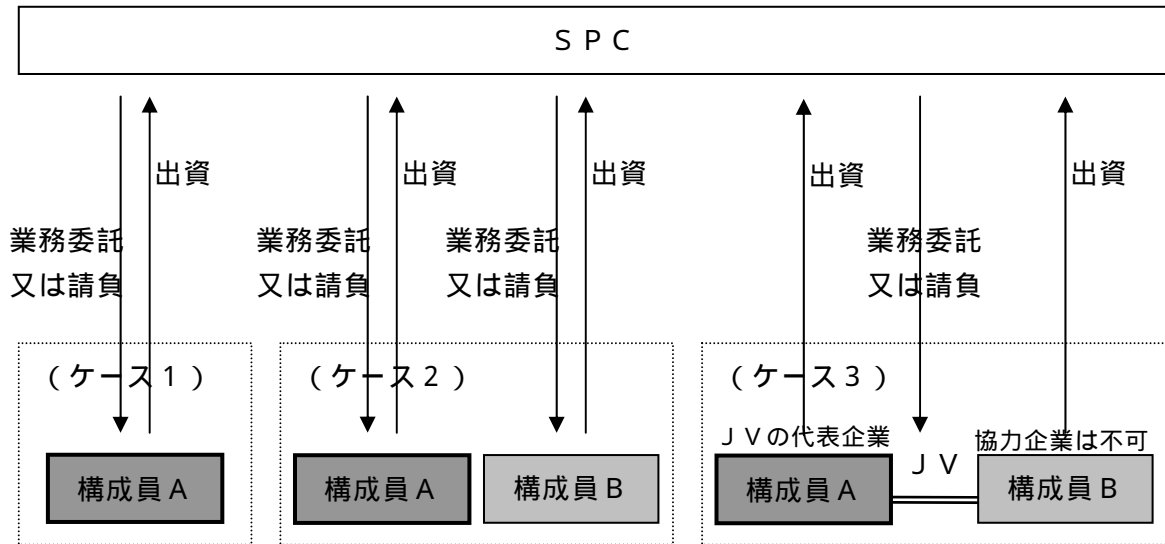 ＳＰＣ
出資
出資
出資
出資
出資
業務委託
又は請負
業務委託
又は請負
業務委託
又は請負
業務委託
又は請負
（ケース１）
（ケース２）
（ケース３）
ＪＶの代表企業
協力企業は不可
構成員Ａ
構成員Ａ
構成員Ｂ
構成員Ａ
ＪＶ
構成員Ｂ